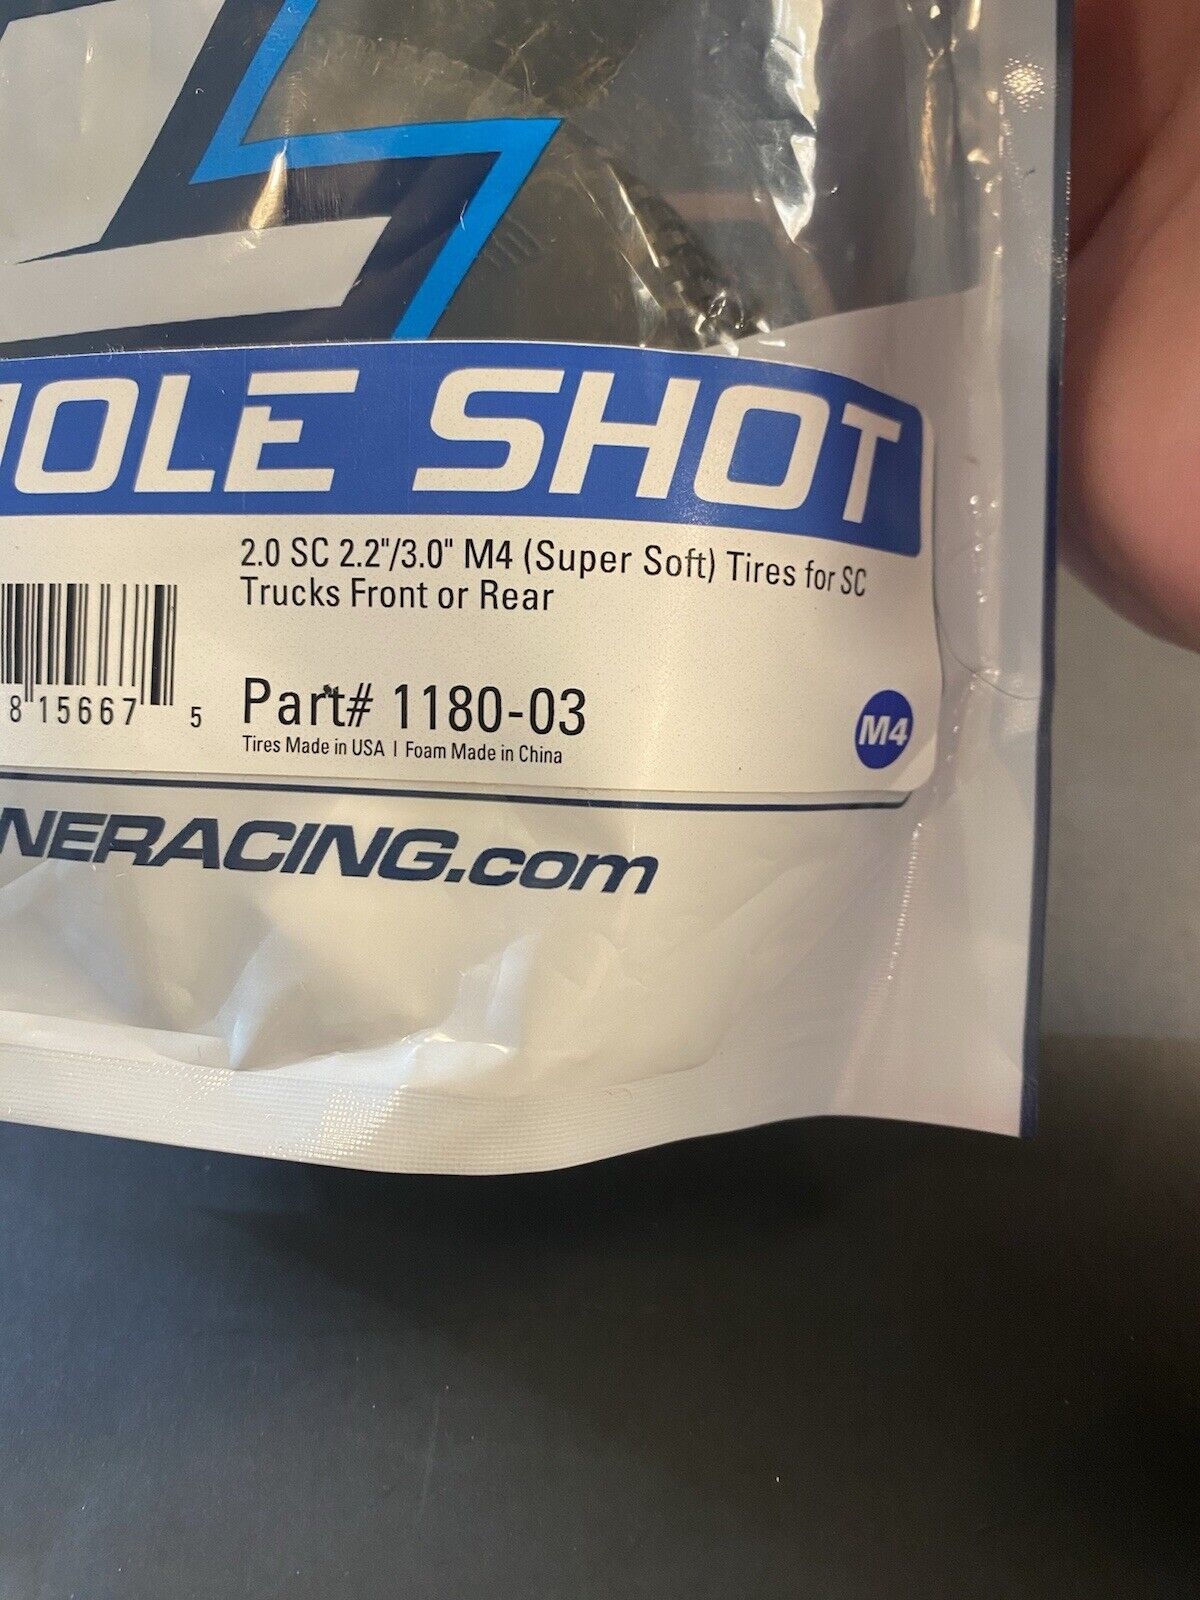 OLE SHOT
2.0 SC 2.2"/3.0" M4 (Super Soft) Tires for SC
Trucks Front or Rear
8 15667 5
Part# 1180-03
Tires Made in USA | Foam Made in China
M4
NERACING.com